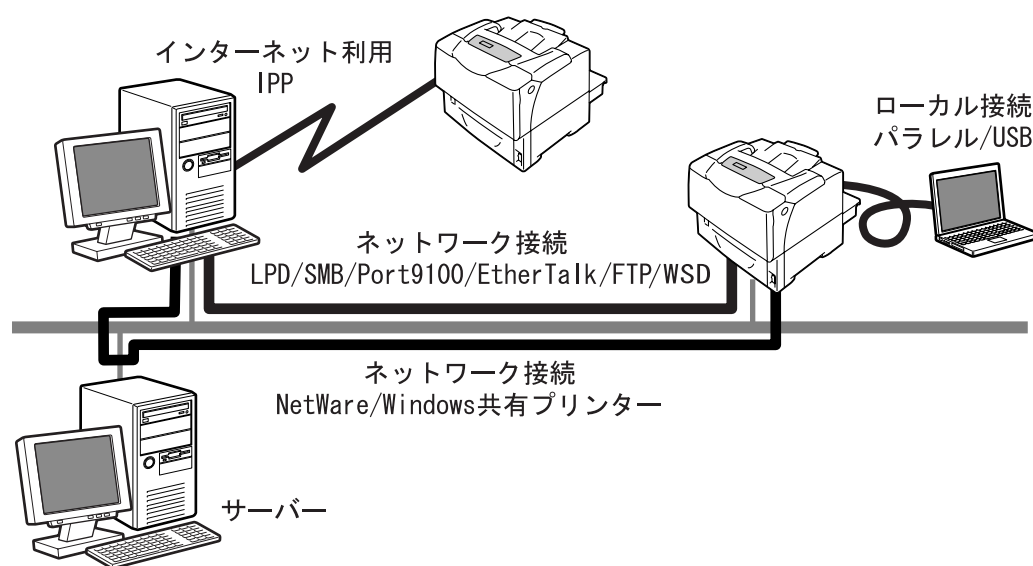 インターネット利用
IPP
ローカル接続
パラレル/USB
ネットワーク接続
LPD/SMB/Port9100/EtherTalk/FTP/WSD
ネットワーク接続
NetWare/Windows共有プリンター
サーバー